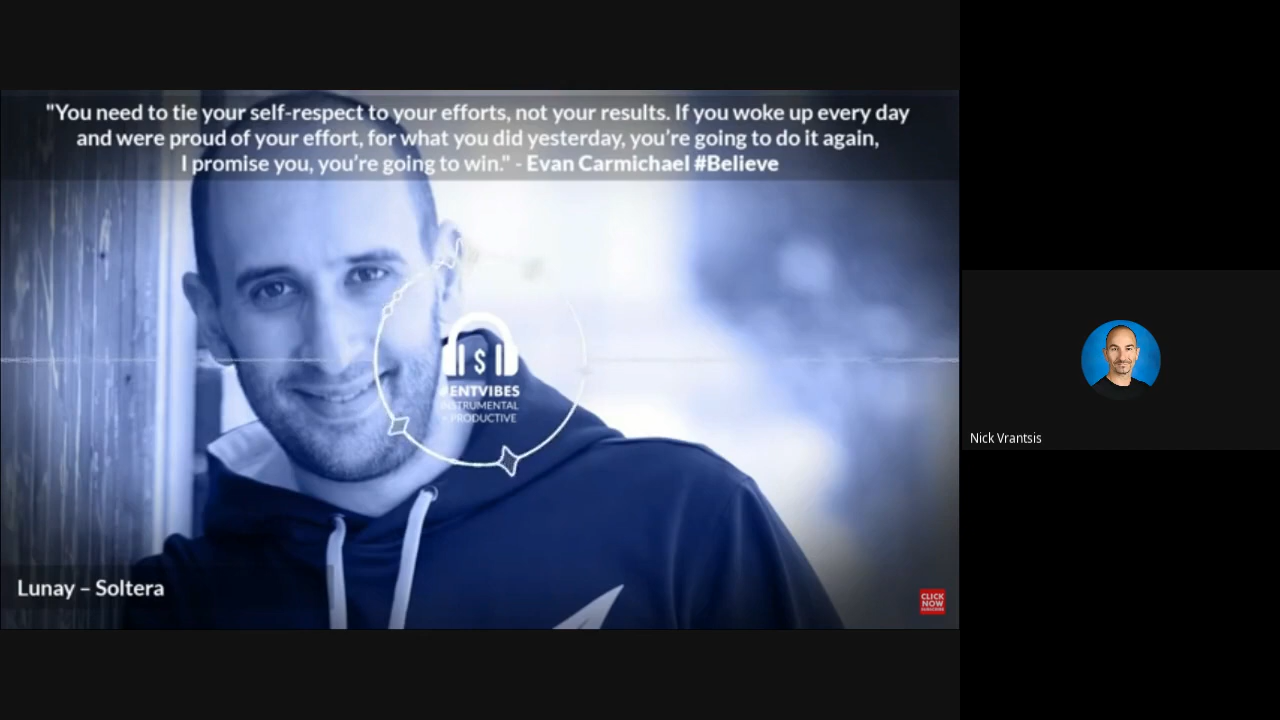 "You need to tie your self-respect to your efforts, not your results. If you woke up every day
and were proud of your effort, for what you did yesterday, you're going to do it again,
I promise you, you're going to win." - Evan Carmichael #Believe
$
#ENTVIBES
INSTRUMENTAL
PRODUCTIVE
Lunay – Soltera
CLICK
NOW
SUBSCRIBE
Nick Vrantsis